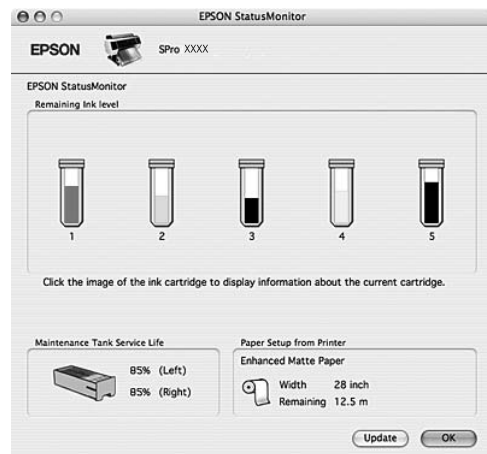 EPSON StatusMonitor
EPSON SPro XXXX
EPSON StatusMonitor
Remaining Ink level
1 2 3 4 5
Click the image of the ink cartridge to display information about the current cartridge.
Maintenance Tank Service Life
85% (Left)
85% (Right)
Paper Setup from Printer
Enhanced Matte Paper
Width 28 inch
Remaining 12.5 m
Update OK